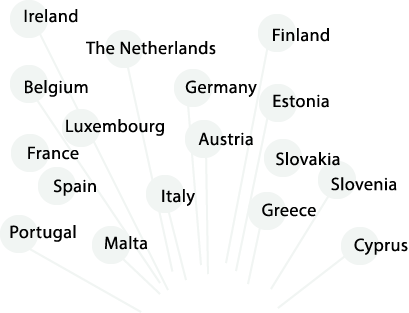 Ireland
Finland
The Netherlands
Belgium
Germany
Estonia
Luxembourg
Austria
France
Slovakia
Spain
Slovenia
Italy
Greece
Portugal
Malta
Cyprus